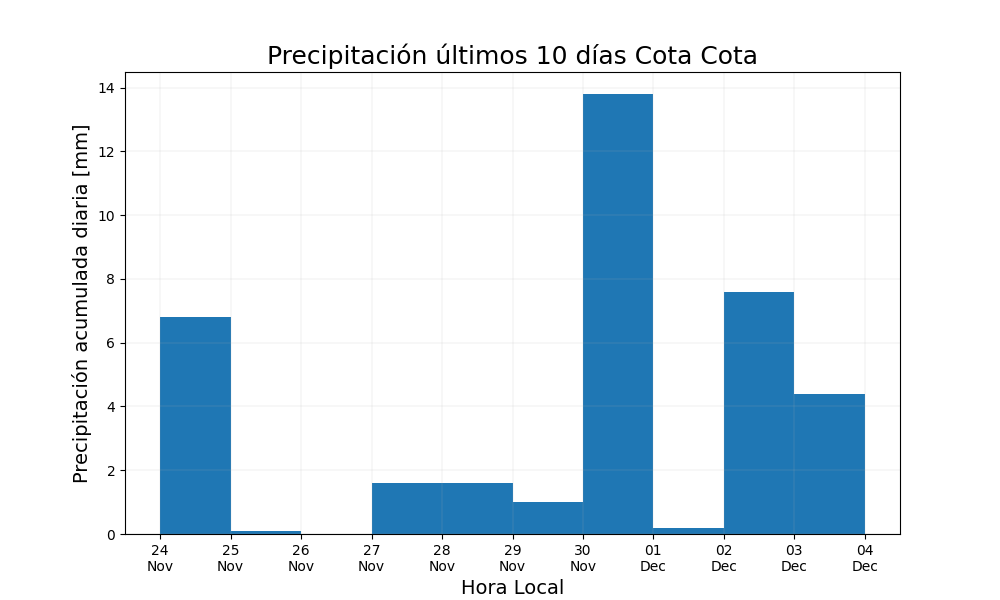 Precipitación últimos 10 días Cota Cota
Precipitación acumulada diaria [mm]
14
12
10
8
6
4
2
0
24 25 26 27 28 29 30 01 02 03 04
Nov Nov Nov Nov Nov Nov Nov Dec Dec Dec Dec
Hora Local